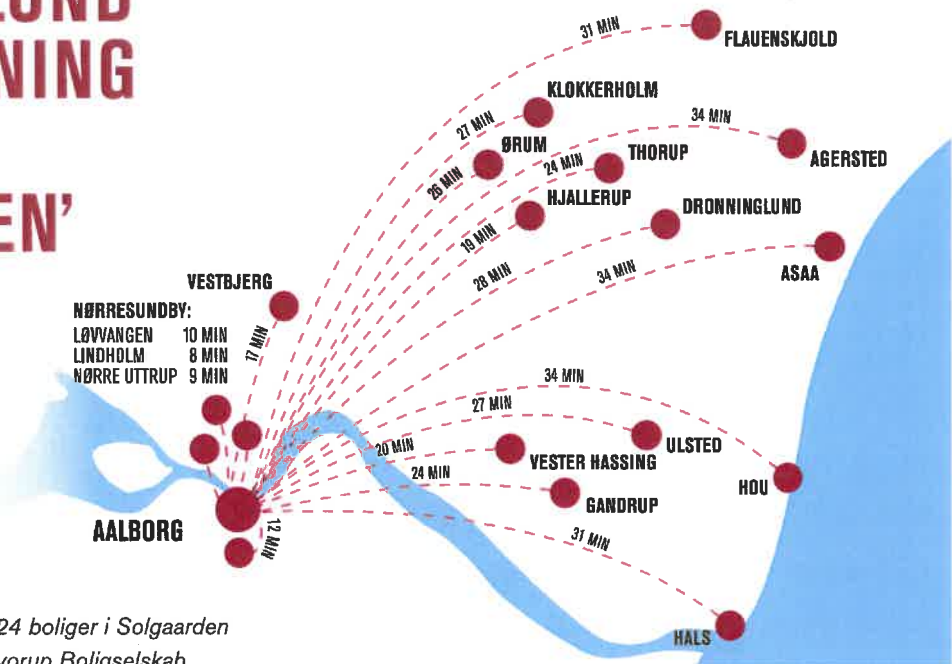 LUND
NING
EN'
31 MIN
FLAUENSKJOLD
KLOKKERHOLM
27 MIN
34 MIN
ØRUM
THORUP
AGERSTED
24 MIN
26 MIN
HJALLERUP
DRONNINGLUND
19 MIN
28 MIN
34 MIN
ASAA
VESTBJERG
NØRRESUNDBY:
LØVVANGEN 10 MIN
LINDHOLM 8 MIN
NØRRE UTTRUP 9 MIN
17 MIN
34 MIN
27 MIN
20 MIN
ULSTED
VESTER HASSING
24 MIN
HOU
GANDRUP
AALBORG
12 MIN
31 MIN
24 boliger i Solgaarden
HALS
vorup Boligselskab